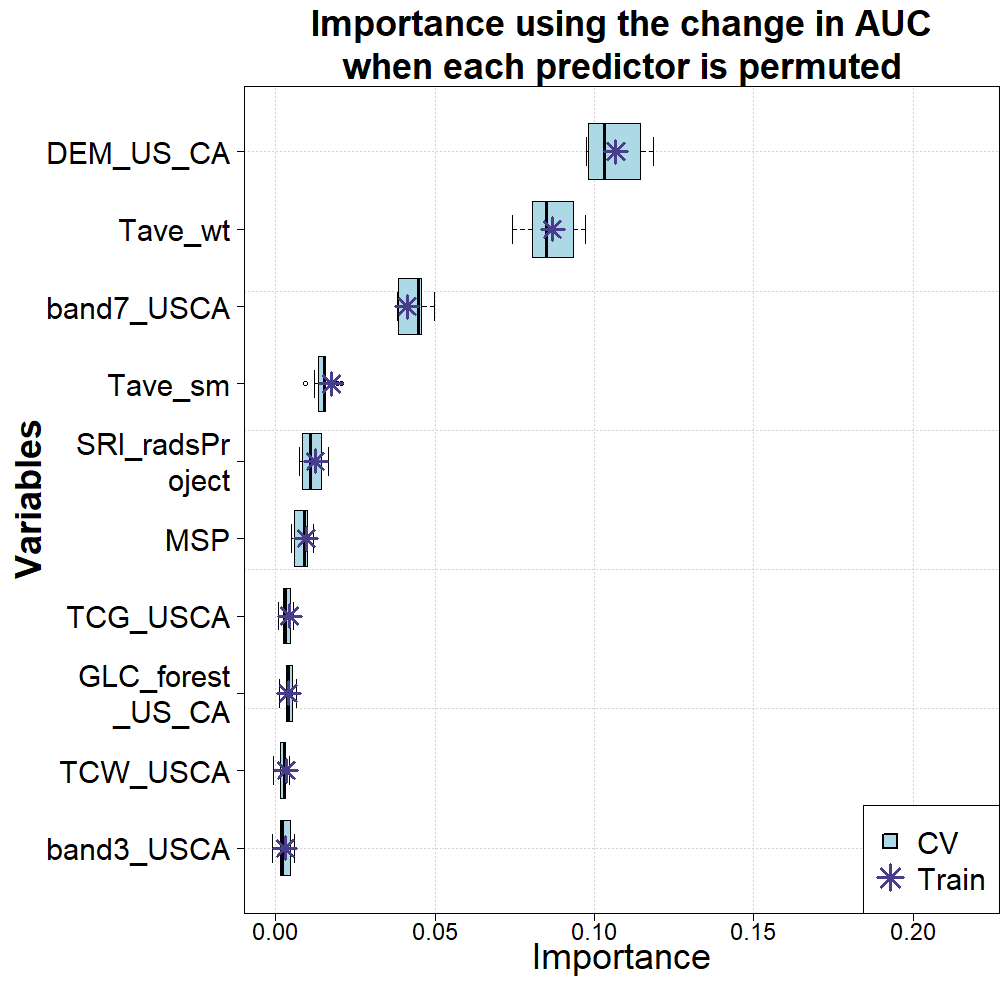 Importance using the change in AUC
when each predictor is permuted
DEM_US_CA
Tave_wt
band7_USCA
Tave_sm
SRI_radsPr
oject
MSP
TCG_USCA
GLC_forest
_US_CA
TCW_USCA
band3_USCA
Variables
CV
Train
0.00 0.05 0.10 0.15 0.20
Importance